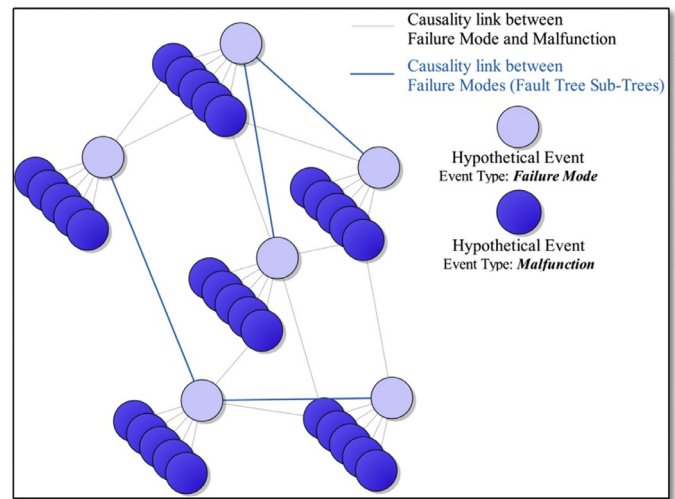 Causality link between
Failure Mode and Malfunction
Causality link between
Failure Modes (Fault Tree Sub-Trees)
Hypothetical Event
Event Type: Failure Mode
Hypothetical Event
Event Type: Malfunction